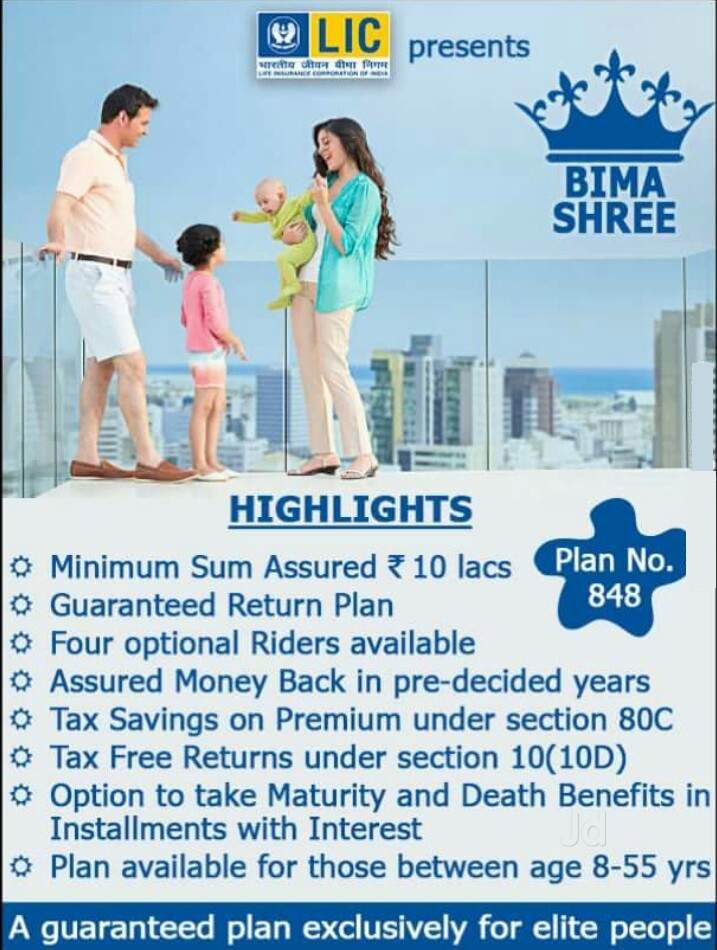 LIC
भारतीय जीवन बीमा निगम
LIFE INSURANCE CORPORATION OF INDIA
presents
BIMA
SHREE
HIGHLIGHTS
Plan No.
848
Minimum Sum Assured ₹ 10 lacs
Guaranteed Return Plan
Four optional Riders available
Assured Money Back in pre-decided years
Tax Savings on Premium under section 80C
Tax Free Returns under section 10(10D)
Option to take Maturity and Death Benefits in
Installments with Interest
Jd
Plan available for those between age 8-55 yrs
A guaranteed plan exclusively for elite people